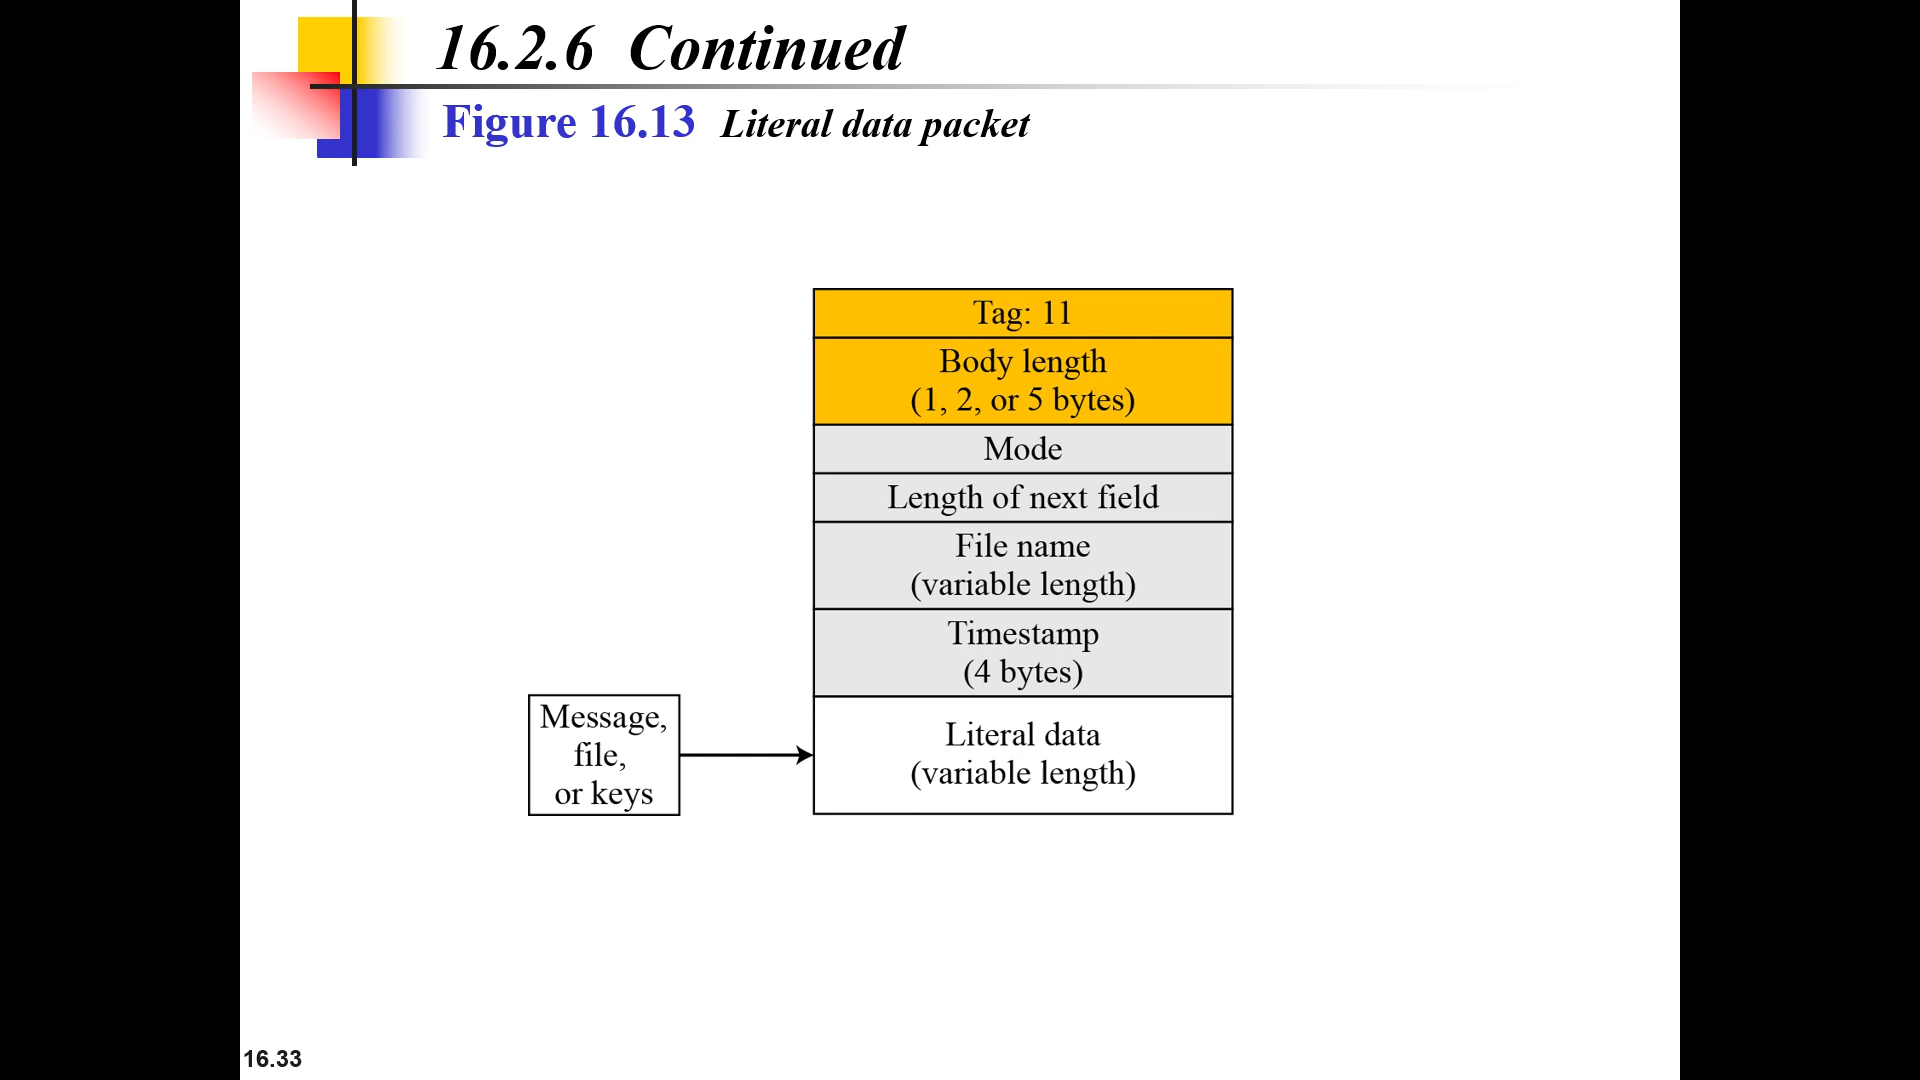 16.2.6 Continued
Figure 16.13 Literal data packet
Tag: 11
Body length
(1, 2, or 5 bytes)
Mode
Length of next field
File name
(variable length)
Timestamp
(4 bytes)
Message,
file,
or keys
Literal data
(variable length)
16.33